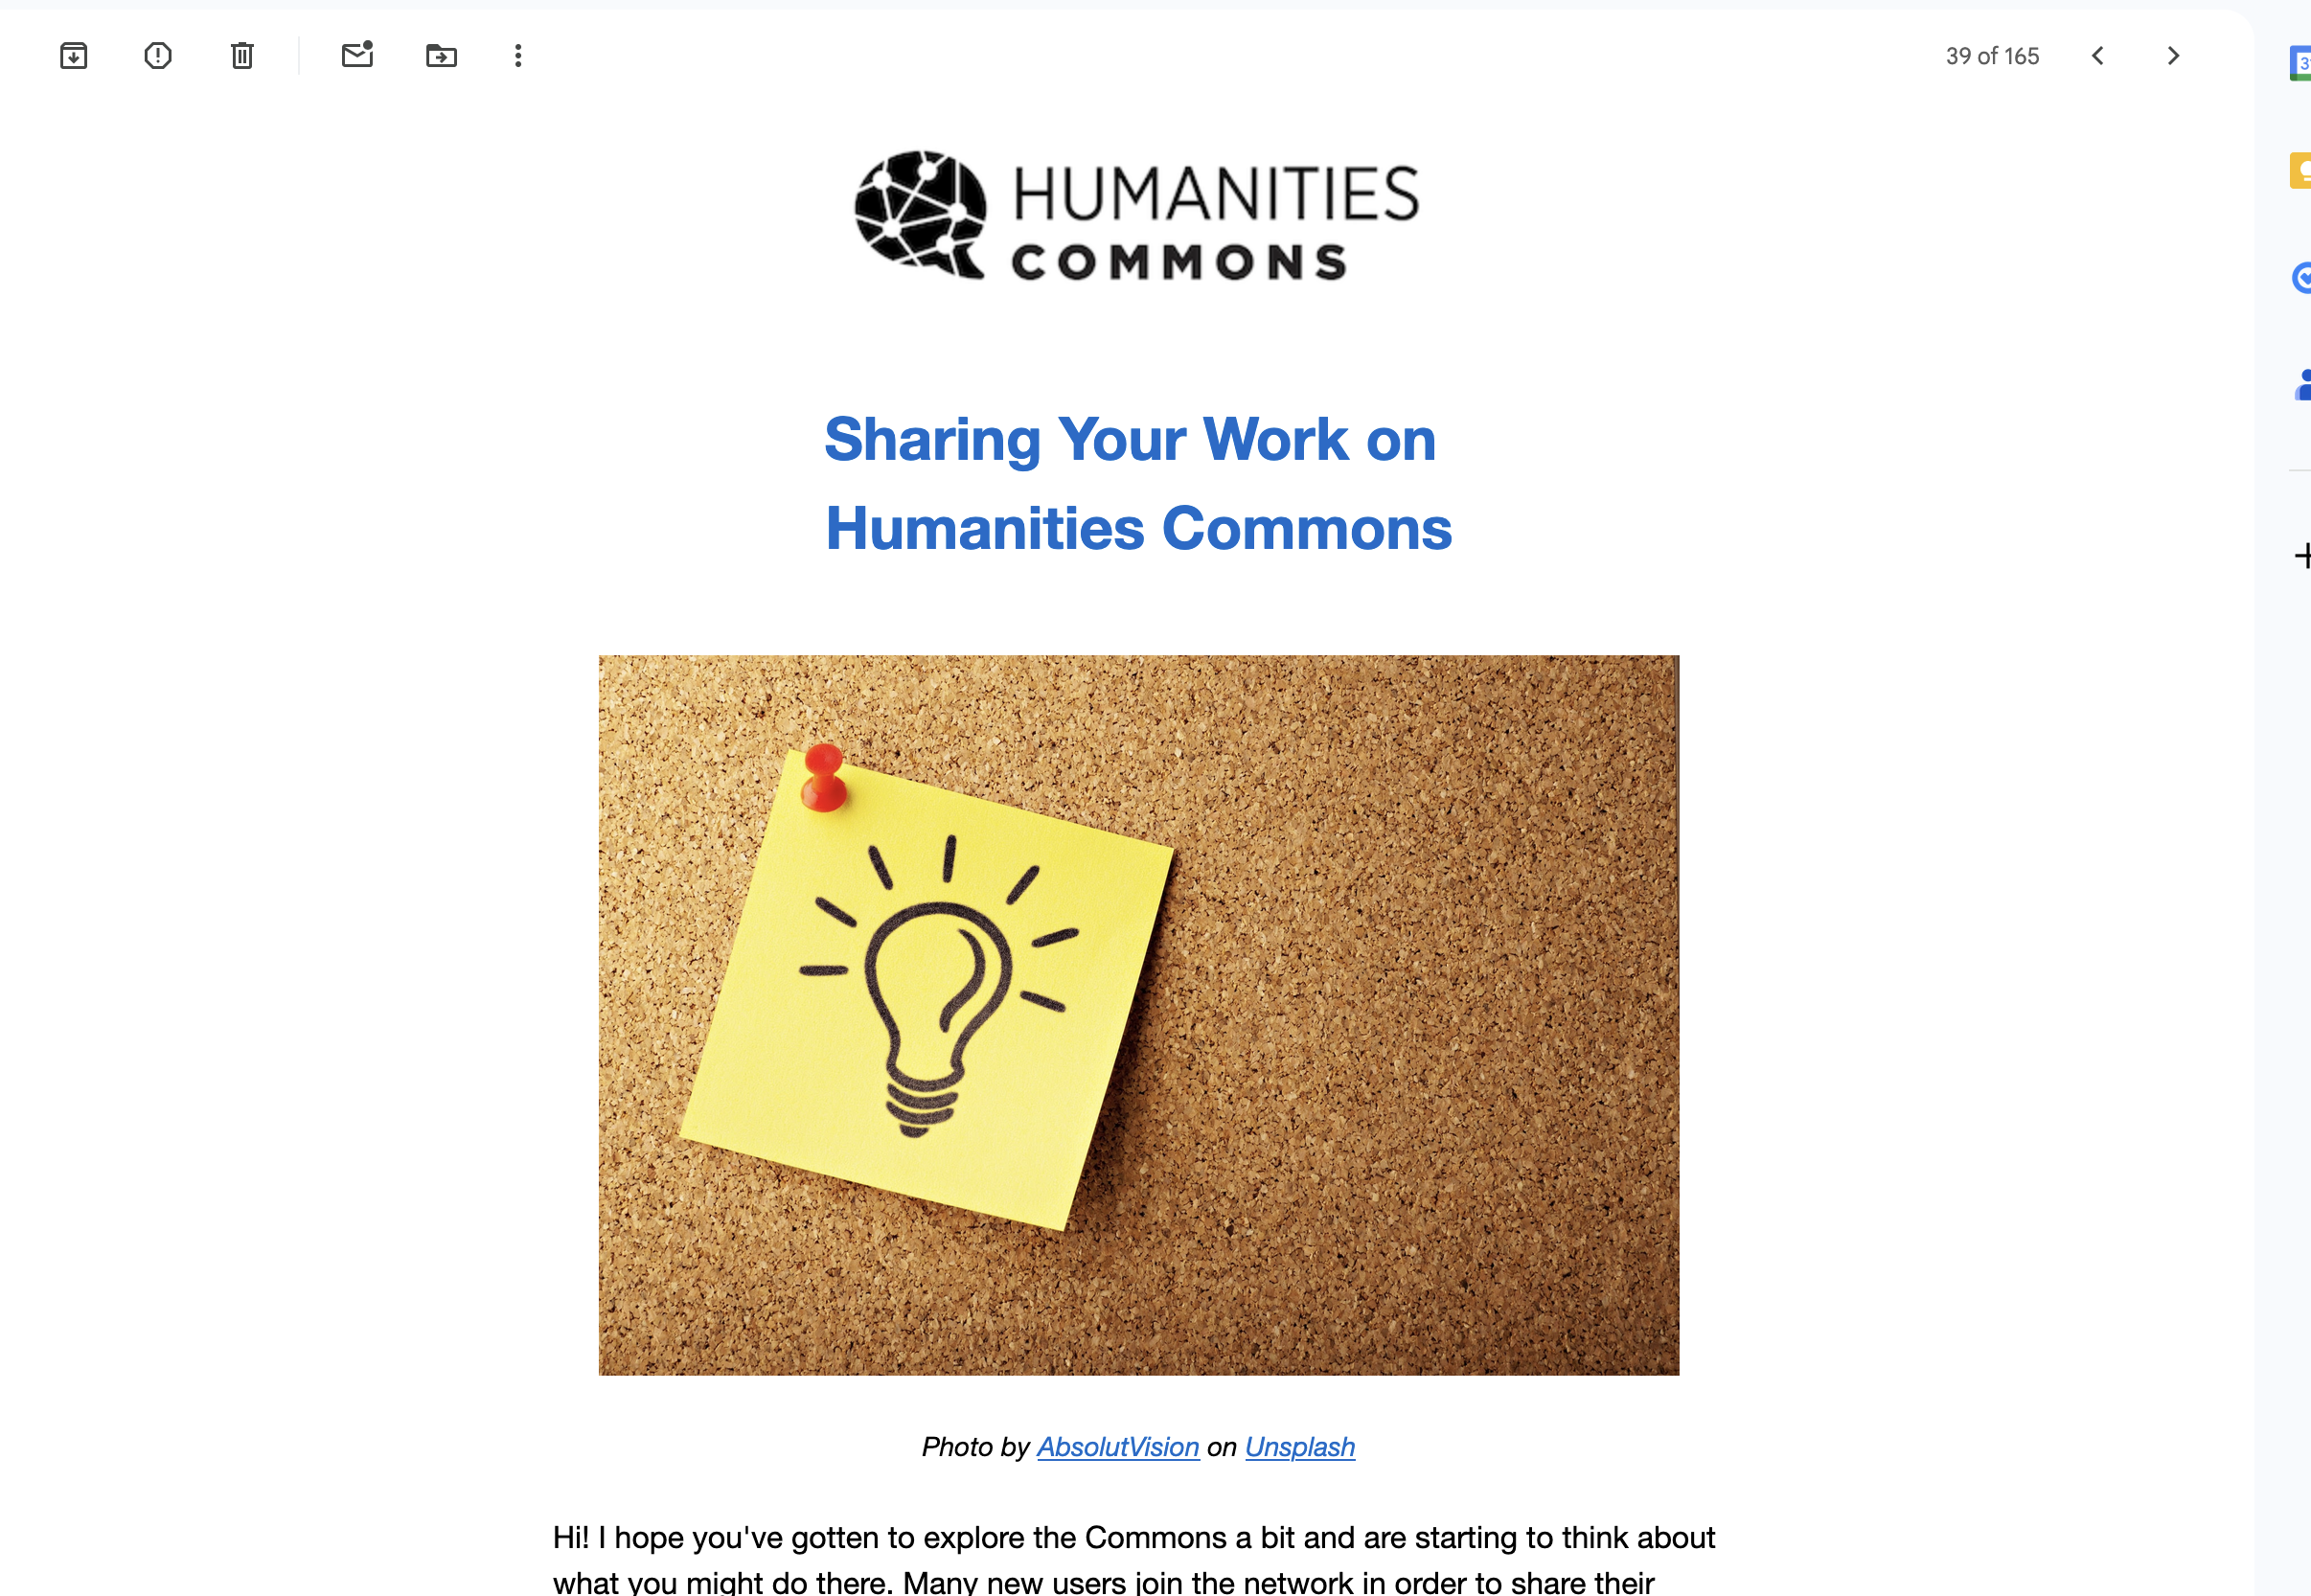 39 of 165
HUMANITIES
COMMONS
Sharing Your Work on
Humanities Commons
Photo by AbsolutVision on Unsplash
Hi! I hope you've gotten to explore the Commons a bit and are starting to think about
what you might do there. Many new users join the network in order to share their